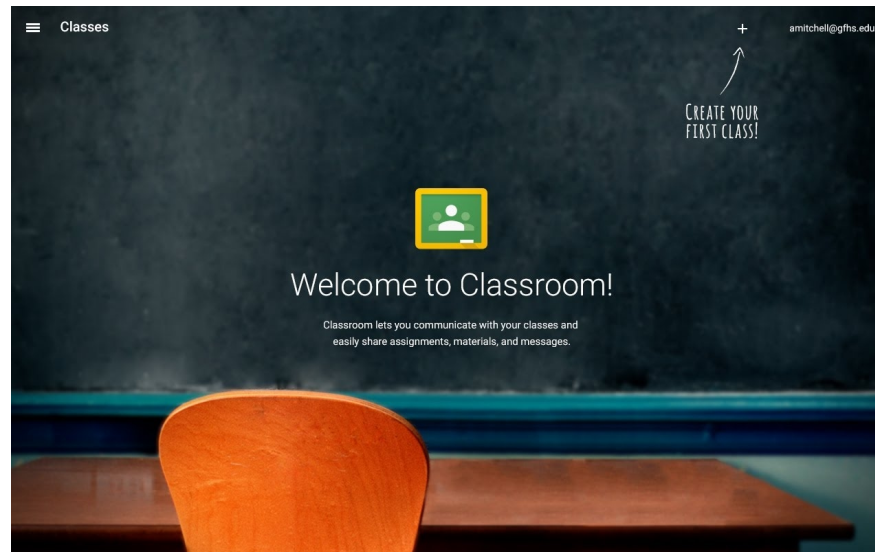 Classes
+
amitchell@gfhs.edu
CREATE YOUR
FIRST CLASS!
Welcome to Classroom!
Classroom lets you communicate with your classes and
easily share assignments, materials, and messages.